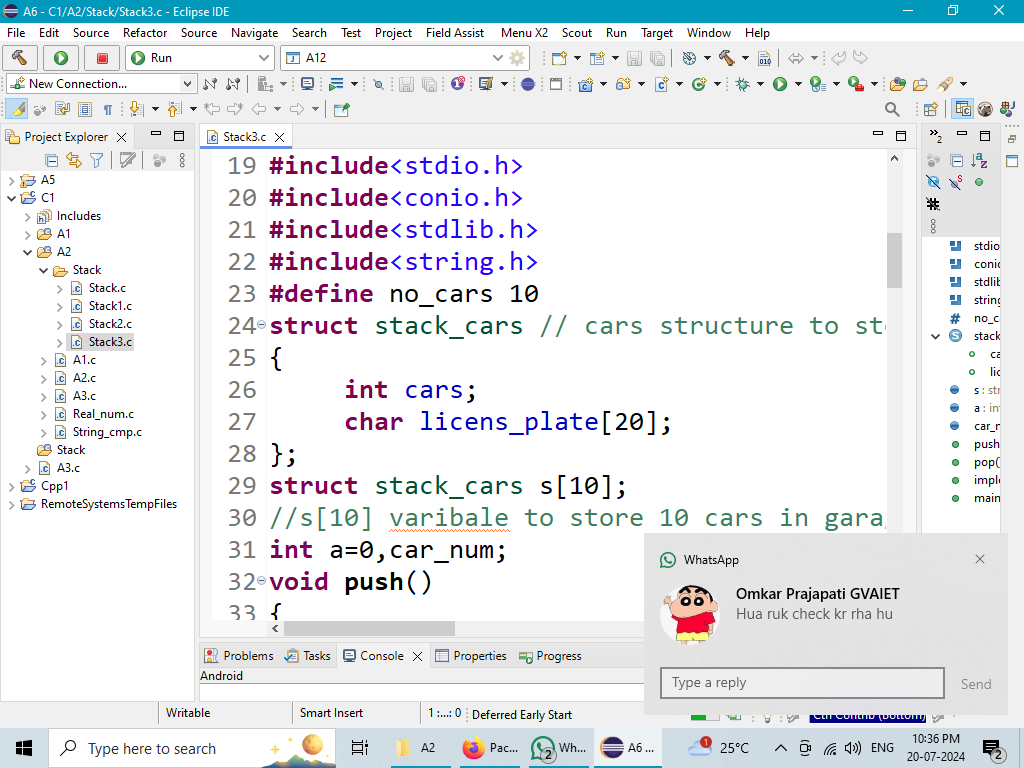 A6 - C1/A2/Stack/Stack3.c - Eclipse IDE
File Edit Source Refactor Source Navigate Search Test Project Field Assist Menu X2 Scout Run Target Window Help
Run
A12
New Connection...
Project Explorer
A5
C1
Includes
A1
A2
Stack
Stack.c
Stack1.c
Stack2.c
Stack3.c
A1.c
A2.c
A3.c
Real_num.c
String_cmp.c
Stack
A3.c
Cpp1
RemoteSystemsTempFiles
Stack3.c
19 #include<stdio.h>
20 #include<conio.h>
21 #include<stdlib.h>
22 #include<string.h>
23 #define no_cars 10
24 struct stack_cars // cars structure to st
25 {
26 int cars;
27 char licens_plate[20];
28 };
29 struct stack_cars s[10];
30 //s[10] varibale to store 10 cars in gara
31 int a=0,car_num;
32 void push()
33 {
2
stdio
conio
stdlib
string
no_c
stack
ca
lic
s : str
a : in
car_n
push
pop(
imple
main
Problems Tasks Console Properties Progress
Android
WhatsApp
Omkar Prajapati GVAIET
Hua ruk check kr rha hu
Type a reply
Send
Writable
Smart Insert
1 :...: 0
Deferred Early Start
Ctrl Contrib (Bottom)
Type here to search
A2
Pac...
2
Wh...
A6 ...
1
25°C
ENG
10:36 PM
20-07-2024
2